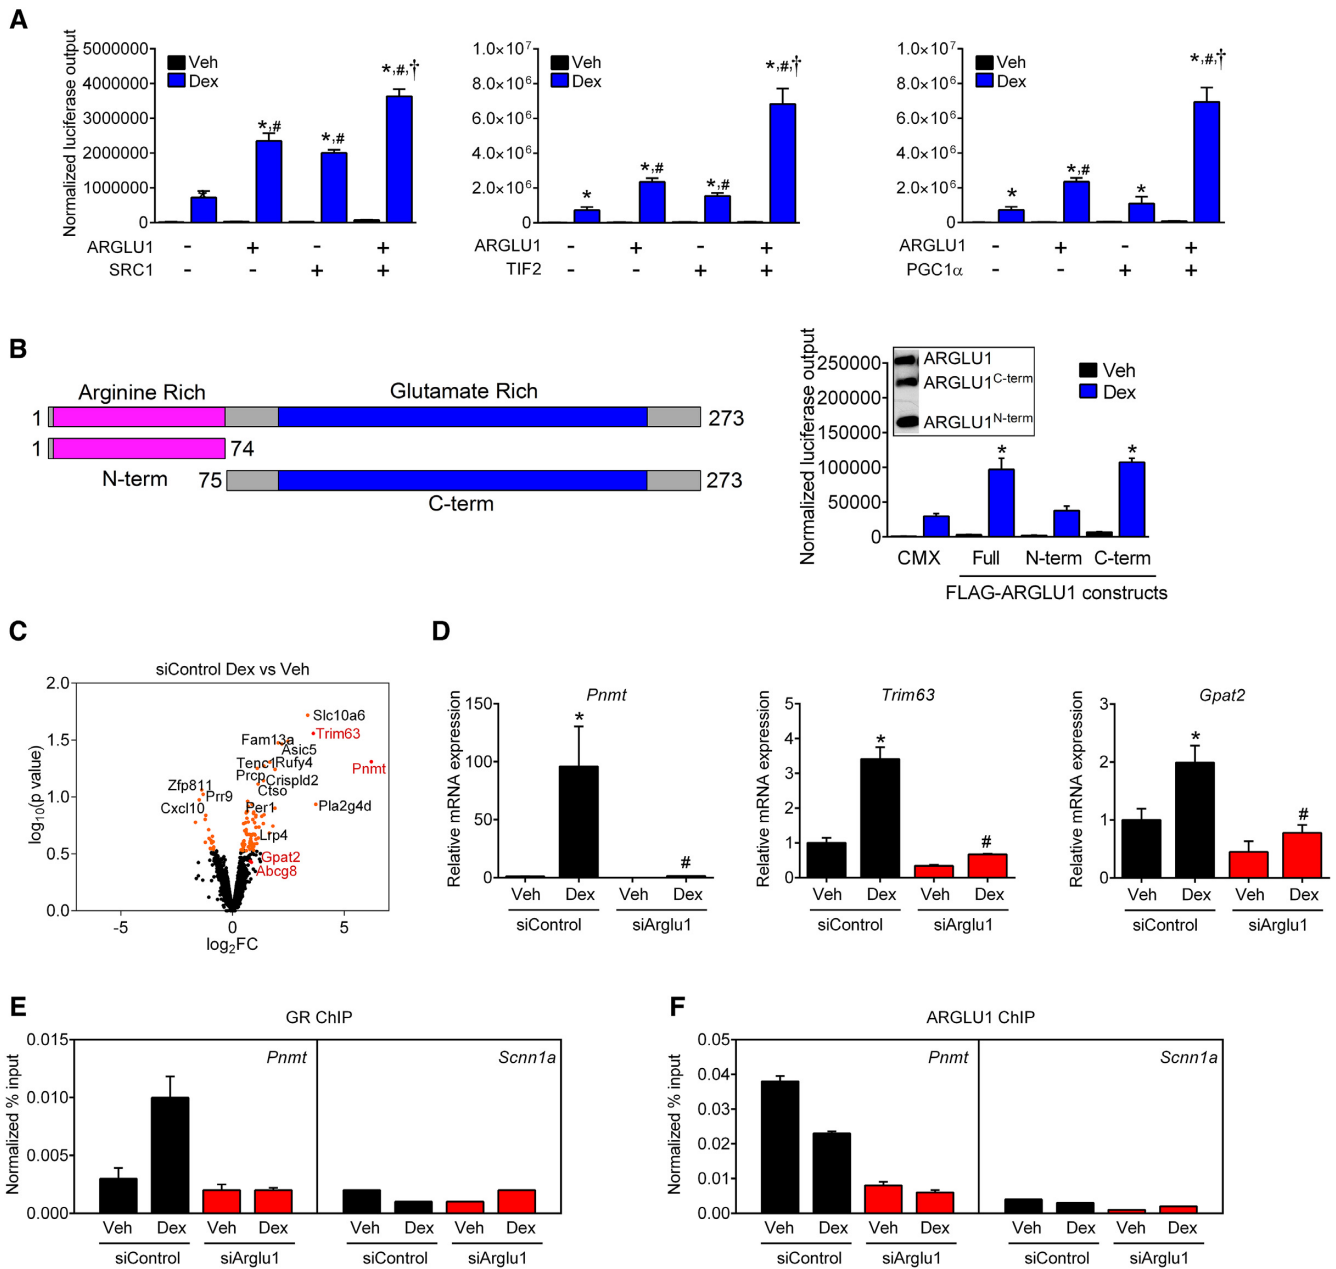 A
Normalized luciferase output
5000000
4000000
3000000
2000000
1000000
0
Veh
Dex
*
*,#
*,#
*,#,†
ARGLU1 - + - +
SRC1 - - + +
1.0×10⁷
8.0×10⁶
6.0×10⁶
4.0×10⁶
2.0×10⁶
0
Veh
Dex
*
*,#
*,#
*,#,†
ARGLU1 - + - +
TIF2 - - + +
1.0×10⁷
8.0×10⁶
6.0×10⁶
4.0×10⁶
2.0×10⁶
0
Veh
Dex
*
*,#
*
*,#,†
ARGLU1 - + - +
PGC1α - - + +
B
Arginine Rich
Glutamate Rich
1
273
1
74
N-term
75
273
C-term
Normalized luciferase output
250000
200000
150000
100000
50000
0
ARGLU1
ARGLU1C-term
ARGLU1N-term
Veh
Dex
*
*
CMX Full N-term C-term
FLAG-ARGLU1 constructs
C
siControl Dex vs Veh
log10(p value)
2.0
1.5
1.0
0.5
0.0
Slc10a6
Trim63
Fam13a
Asic5
Tenc1
Rufy4
Pnmt
Prcp
Crispld2
Zfp811
Ctso
Prr9
Cxcl10
Per1
Pla2g4d
Lrp4
Gpat2
Abcg8
-5 0 5
log2FC
D
Pnmt
Relative mRNA expression
150
100
50
0
*
#
Veh Dex Veh Dex
siControl siArglu1
Trim63
Relative mRNA expression
5
4
3
2
1
0
*
#
Veh Dex Veh Dex
siControl siArglu1
Gpat2
Relative mRNA expression
3
2
1
0
*
#
Veh Dex Veh Dex
siControl siArglu1
E
GR ChIP
Normalized % input
0.015
0.010
0.005
0.000
Pnmt
Scnn1a
Veh Dex Veh Dex Veh Dex Veh Dex
siControl siArglu1 siControl siArglu1
F
ARGLU1 ChIP
Normalized % input
0.05
0.04
0.03
0.02
0.01
0.00
Pnmt
Scnn1a
Veh Dex Veh Dex Veh Dex Veh Dex
siControl siArglu1 siControl siArglu1